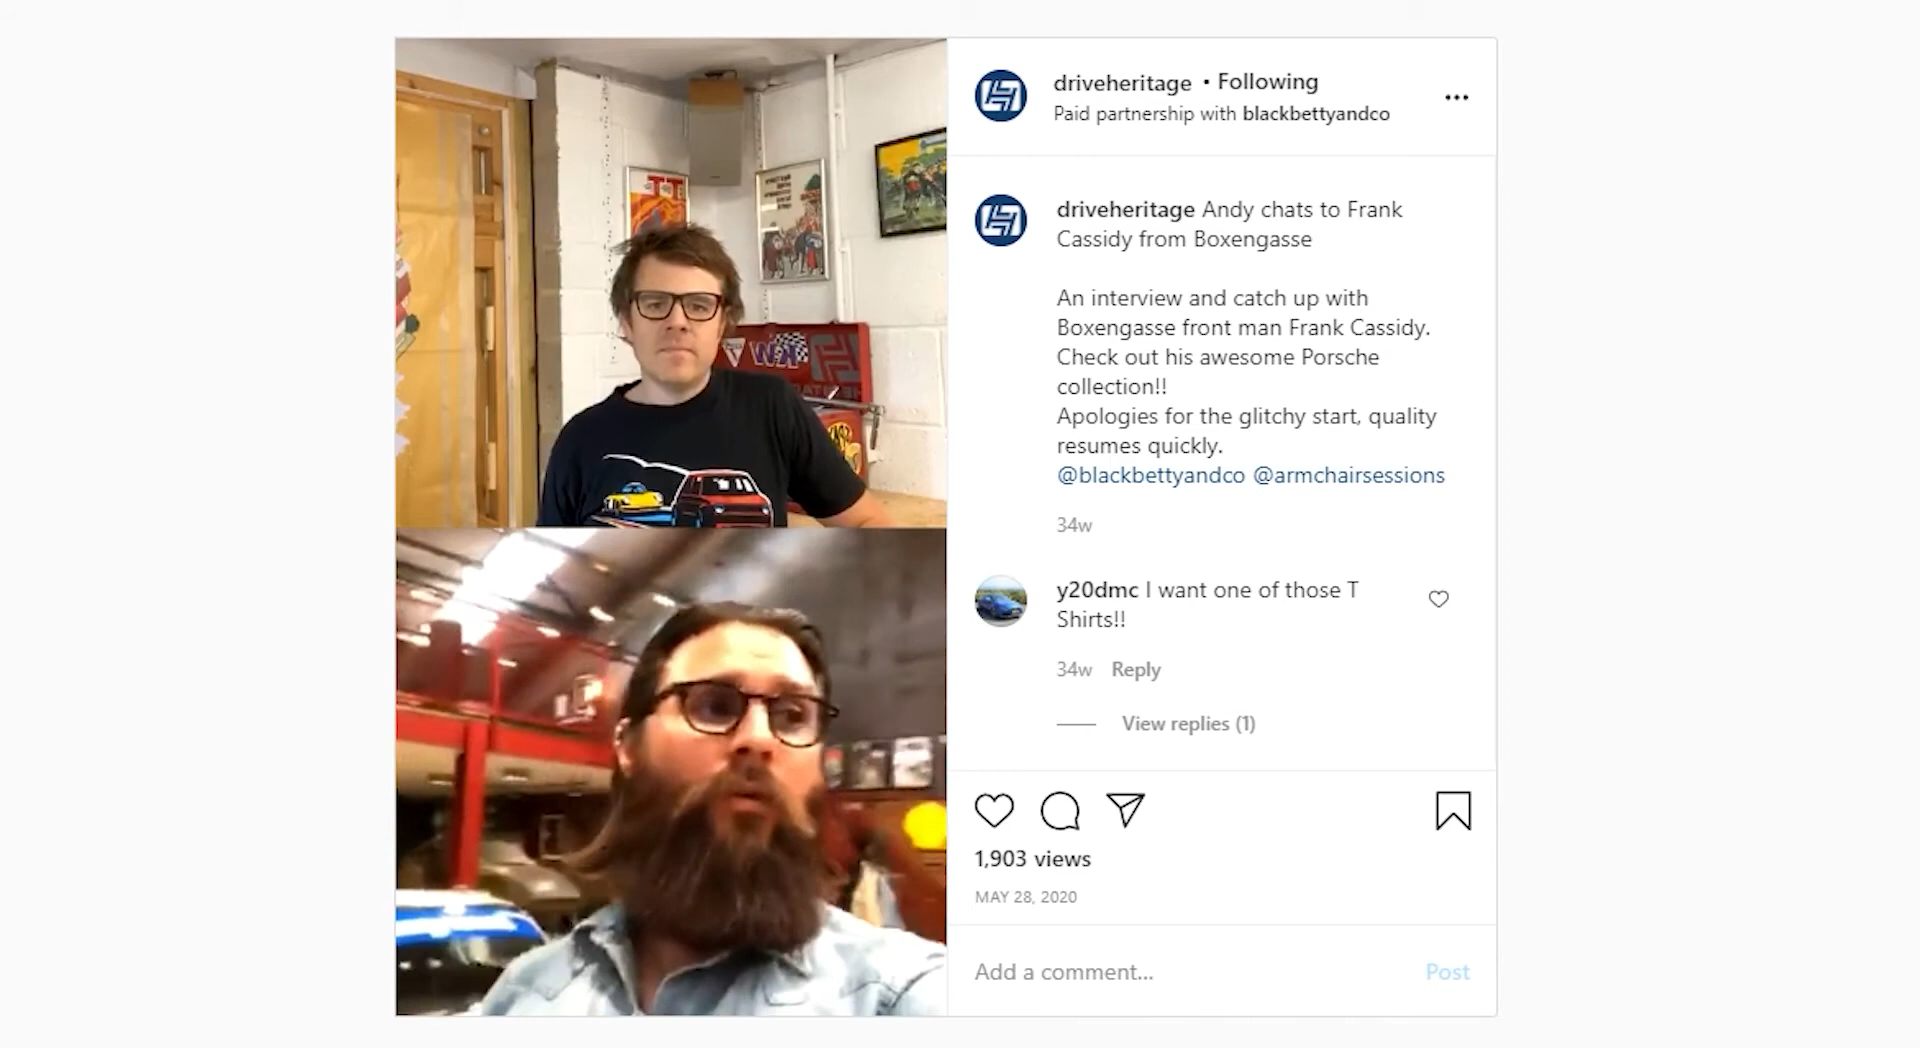 driveheritage • Following
Paid partnership with blackbettyandco
driveheritage Andy chats to Frank
Cassidy from Boxengasse
An interview and catch up with
Boxengasse front man Frank Cassidy.
Check out his awesome Porsche
collection!!
Apologies for the glitchy start, quality
resumes quickly.
@blackbettyandco @armchairsessions
34w
y20dmc I want one of those T
Shirts!!
34w Reply
View replies (1)
1,903 views
MAY 28, 2020
Add a comment... Post
TT